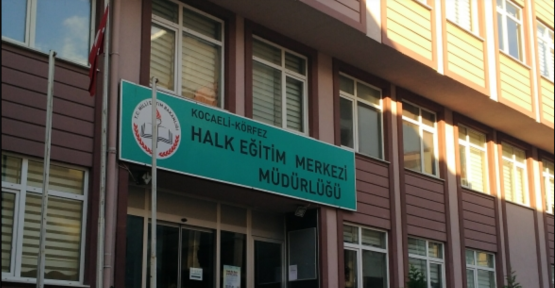 KOCAELİ-KÖRFEZ
HALK EĞİTİM MERKEZİ
MÜDÜRLÜĞÜ